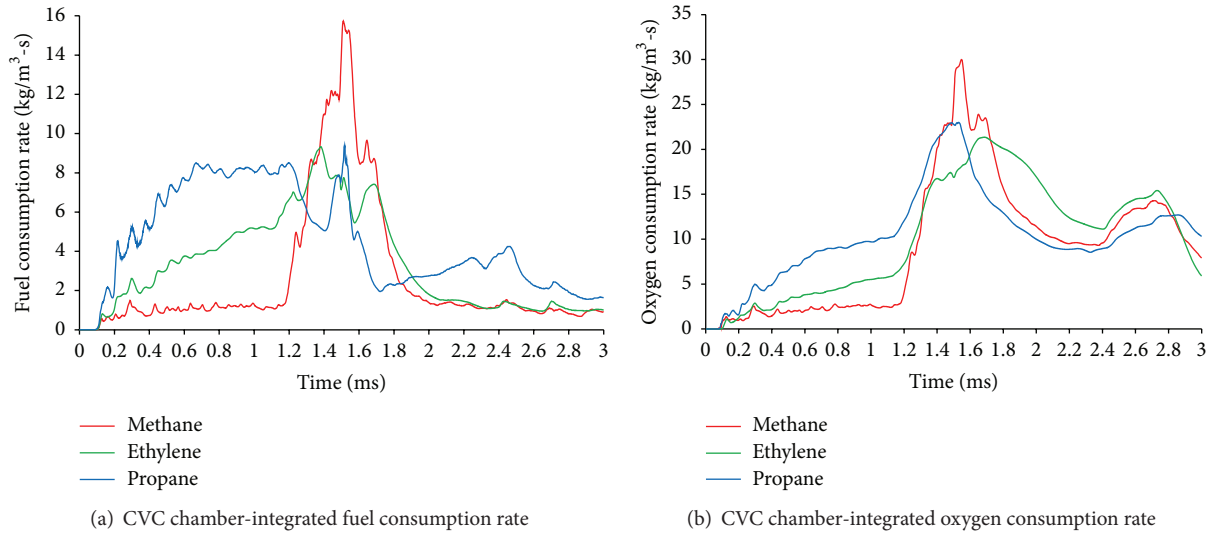 16
14
12
10
8
6
4
2
0
Fuel consumption rate (kg/m³-s)
0 0.2 0.4 0.6 0.8 1 1.2 1.4 1.6 1.8 2 2.2 2.4 2.6 2.8 3
Time (ms)
Methane
Ethylene
Propane
(a) CVC chamber-integrated fuel consumption rate
35
30
25
20
15
10
5
0
Oxygen consumption rate (kg/m³-s)
0 0.2 0.4 0.6 0.8 1 1.2 1.4 1.6 1.8 2 2.2 2.4 2.6 2.8 3
Time (ms)
Methane
Ethylene
Propane
(b) CVC chamber-integrated oxygen consumption rate